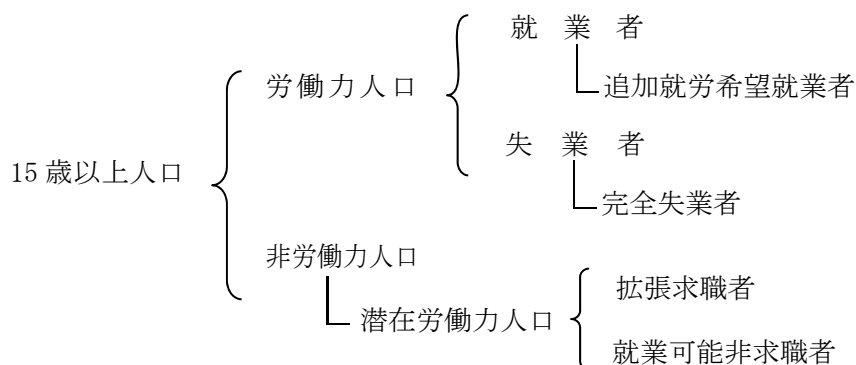 就業者
追加就労希望就業者
労働力人口
失業者
完全失業者
15歳以上人口
非労働力人口
潜在労働力人口
拡張求職者
就業可能非求職者